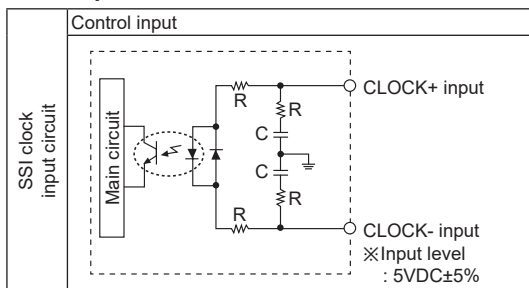 Control input
SSI clock
input circuit
Main circuit
R
R
C
C
R
R
CLOCK+ input
CLOCK- input
※Input level
: 5VDC±5%